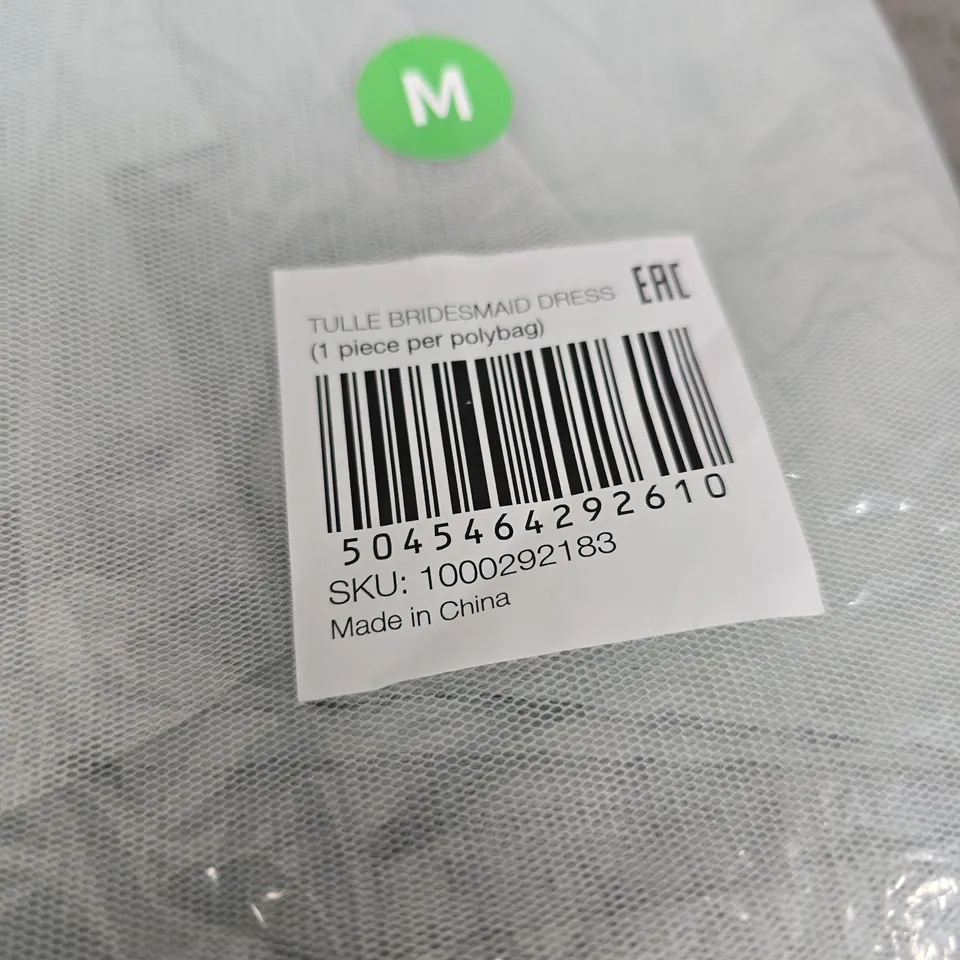 M
TULLE BRIDESMAID DRESS EAC
(1 piece per polybag)
5045464292610
SKU: 1000292183
Made in China